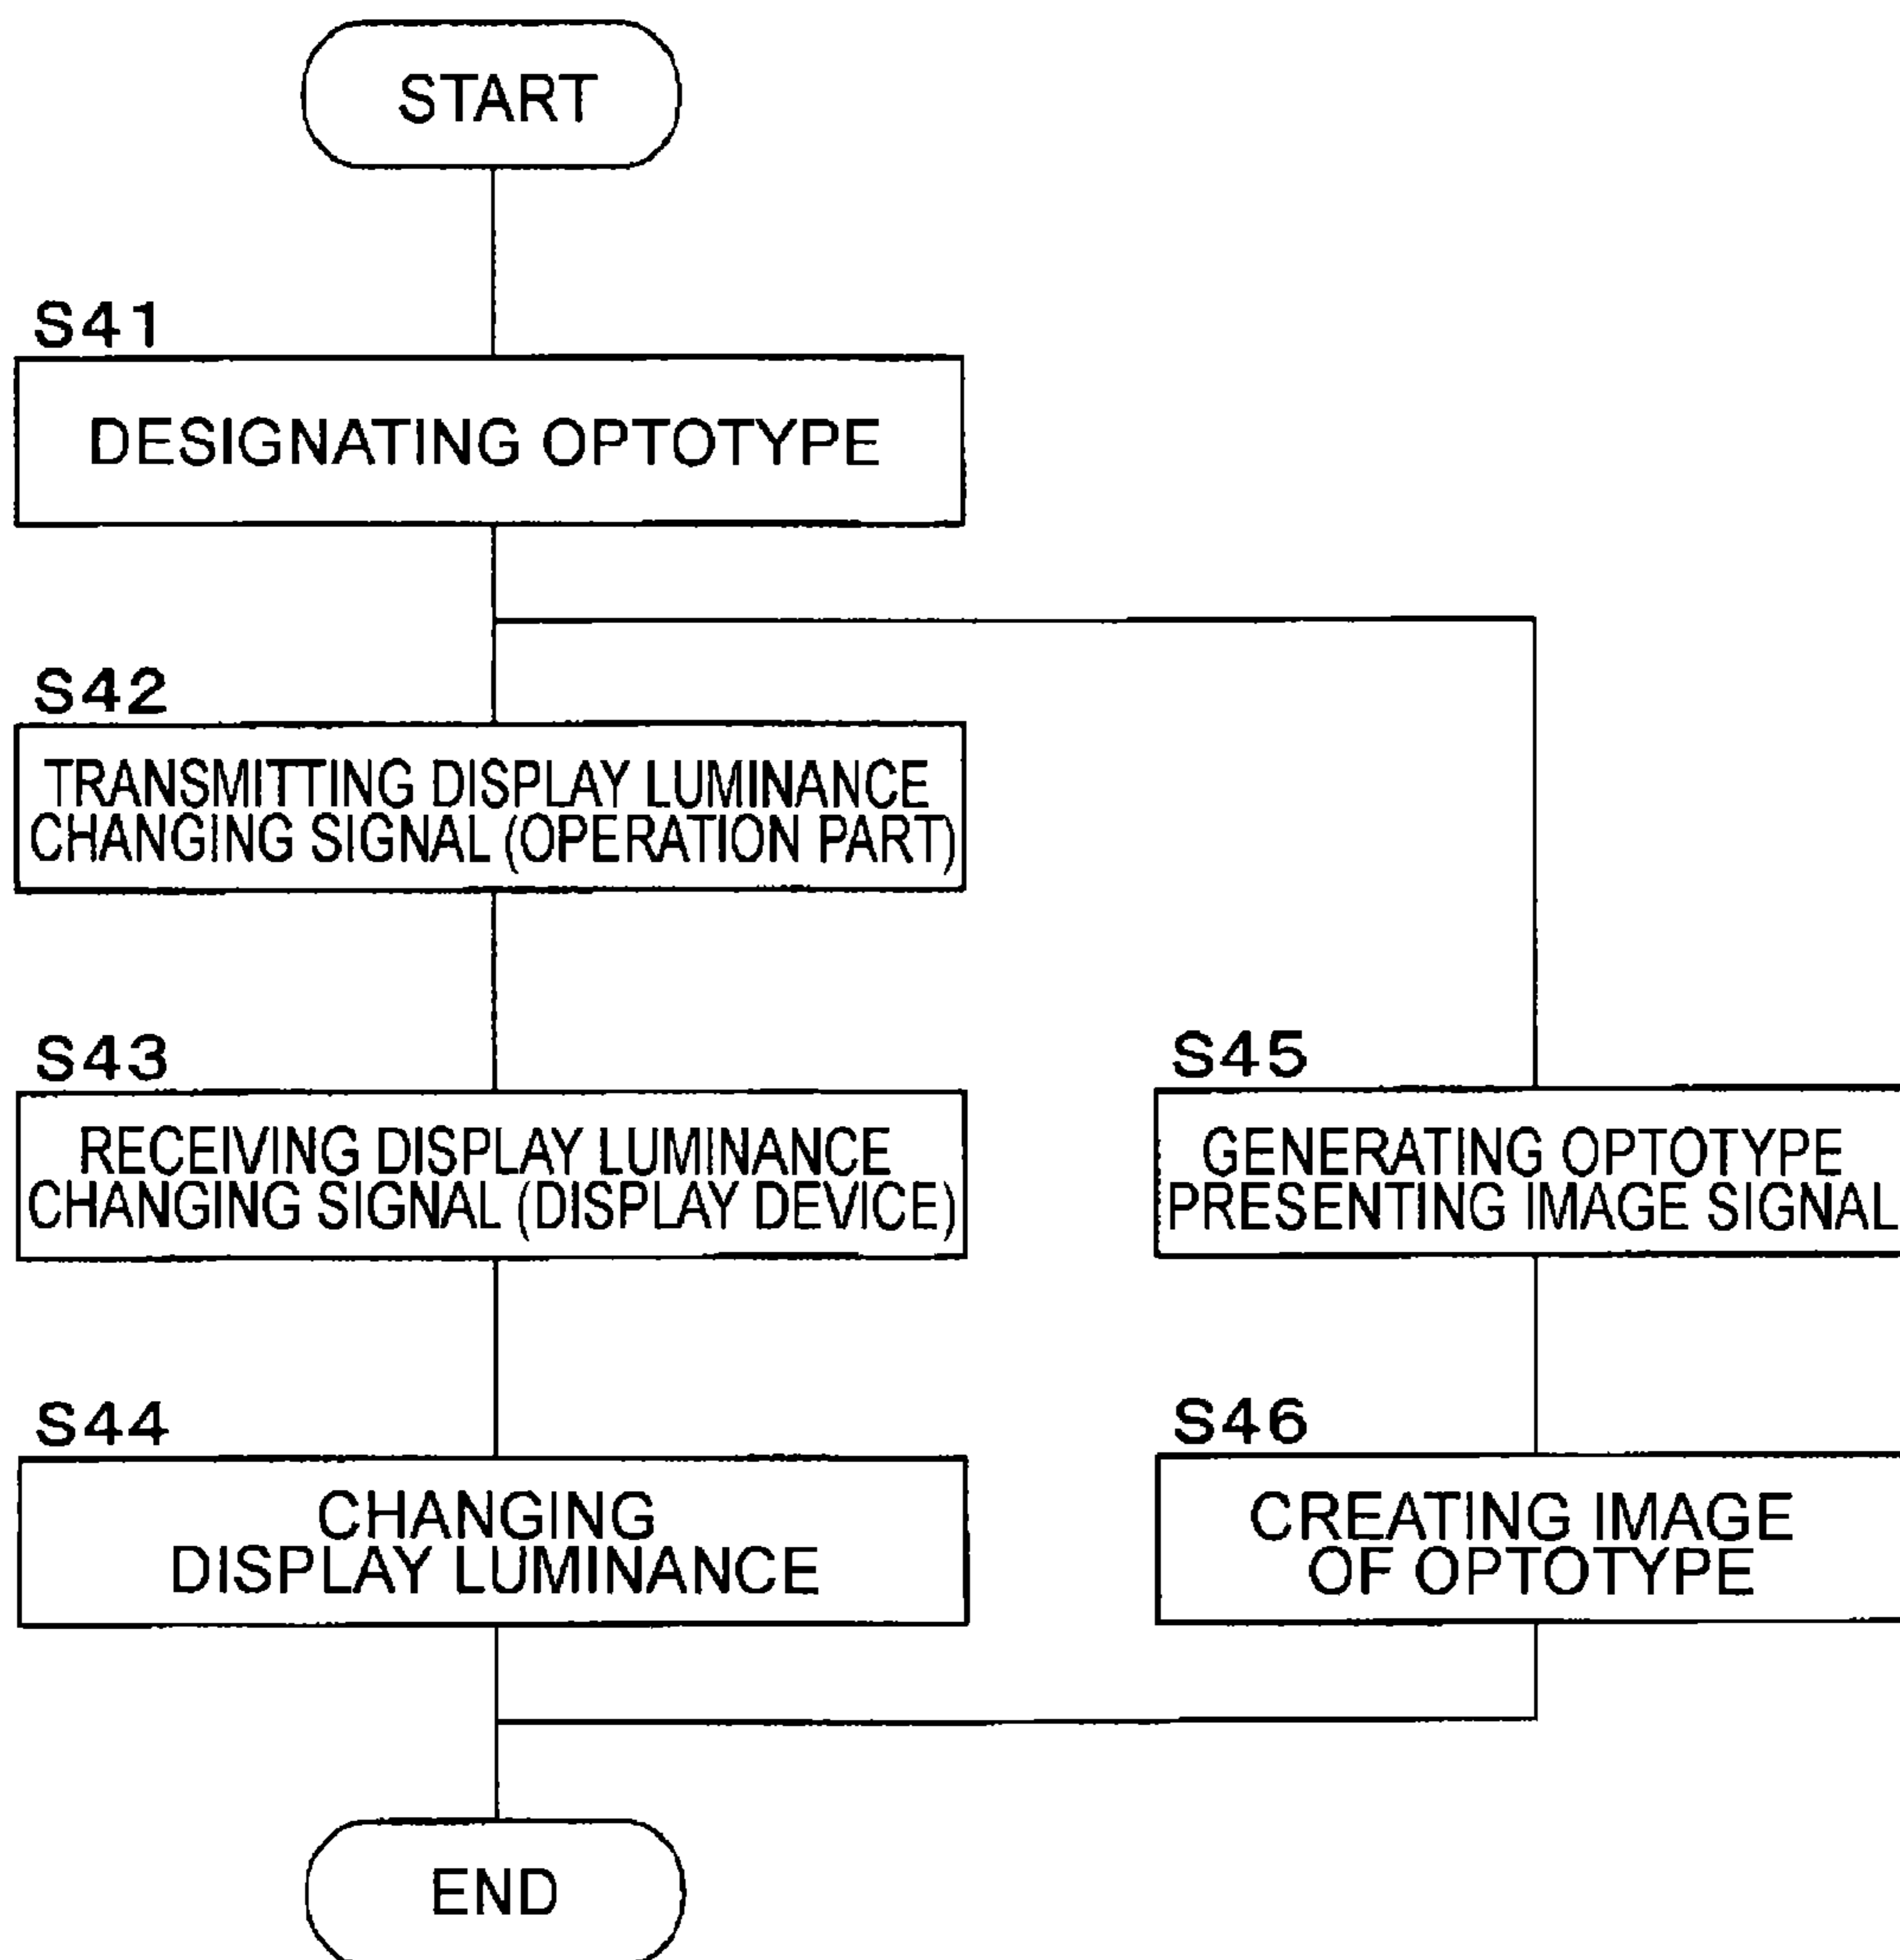 START
S41
DESIGNATING OPTOTYPE
S42
TRANSMITTING DISPLAY LUMINANCE
CHANGING SIGNAL (OPERATION PART)
S43
RECEIVING DISPLAY LUMINANCE
CHANGING SIGNAL (DISPLAY DEVICE)
S44
CHANGING
DISPLAY LUMINANCE
S45
GENERATING OPTOTYPE
PRESENTING IMAGE SIGNAL
S46
CREATING IMAGE
OF OPTOTYPE
END